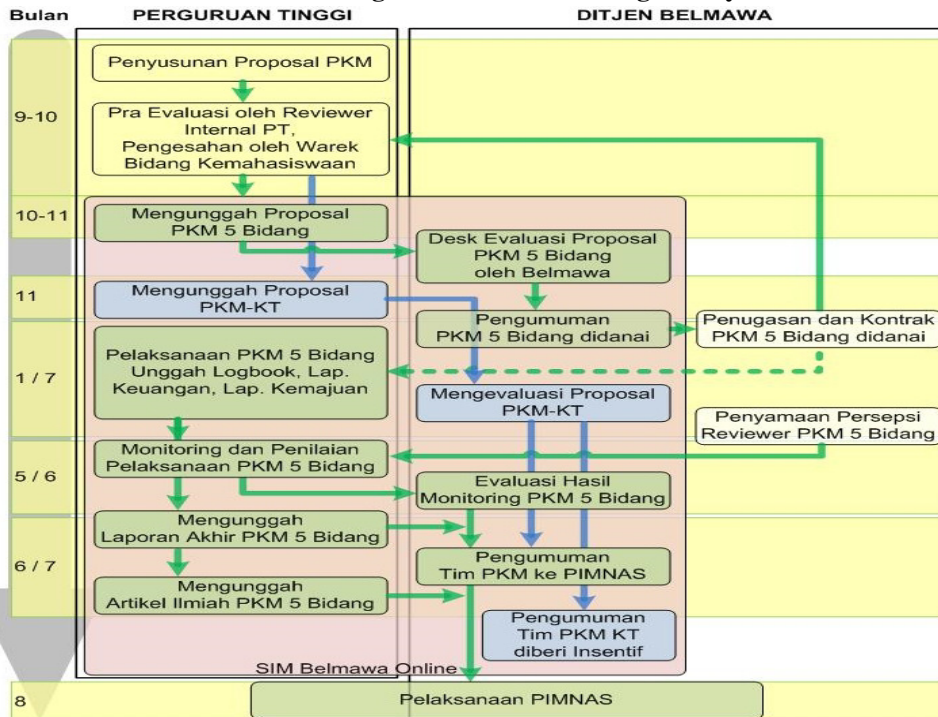 Bulan
PERGURUAN TINGGI
DITJEN BELMAWA
9-10
Penyusunan Proposal PKM
Pra Evaluasi oleh Reviewer
Internal PT,
Pengesahan oleh Warek
Bidang Kemahasiswaan
10-11
Mengunggah Proposal
PKM 5 Bidang
Desk Evaluasi Proposal
PKM 5 Bidang
oleh Belmawa
11
Mengunggah Proposal
PKM-KT
Pengumuman
PKM 5 Bidang didanai
Penugasan dan Kontrak
PKM 5 Bidang didanai
1 / 7
Pelaksanaan PKM 5 Bidang
Unggah Logbook, Lap.
Keuangan, Lap. Kemajuan
Mengevaluasi Proposal
PKM-KT
Penyamaan Persepsi
Reviewer PKM 5 Bidang
5 / 6
Monitoring dan Penilaian
Pelaksanaan PKM 5 Bidang
Evaluasi Hasil
Monitoring PKM 5 Bidang
6 / 7
Mengunggah
Laporan Akhir PKM 5 Bidang
Pengumuman
Tim PKM ke PIMNAS
Mengunggah
Artikel Ilmiah PKM 5 Bidang
Pengumuman
Tim PKM KT
diberi Insentif
SIM Belmawa Online
8
Pelaksanaan PIMNAS